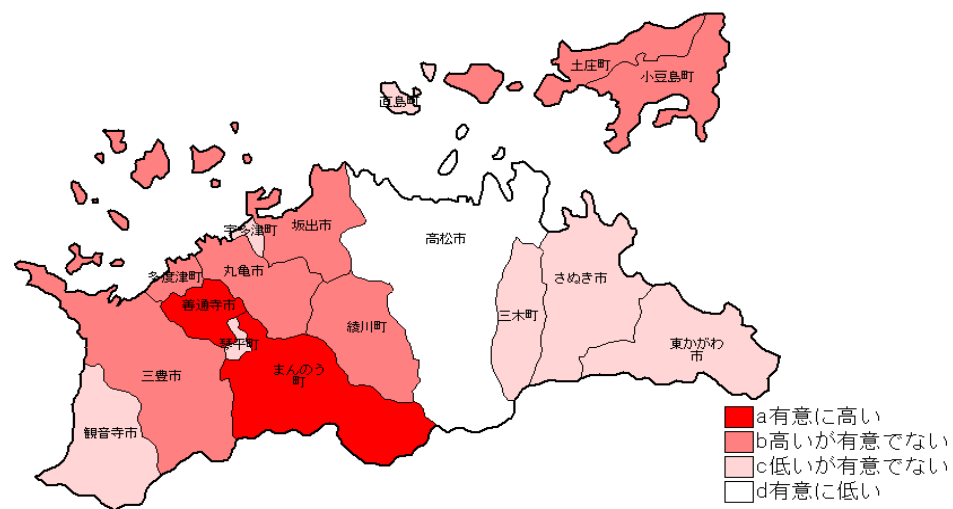 土庄町
小豆島町
直島町
宇多津町
坂出市
高松市
多度津町
丸亀市
さぬき市
善通寺市
三木町
綾川町
琴平町
東かがわ
市
まんのう
町
三豊市
観音寺市
a有意に高い
b高いが有意でない
c低いが有意でない
d有意に低い